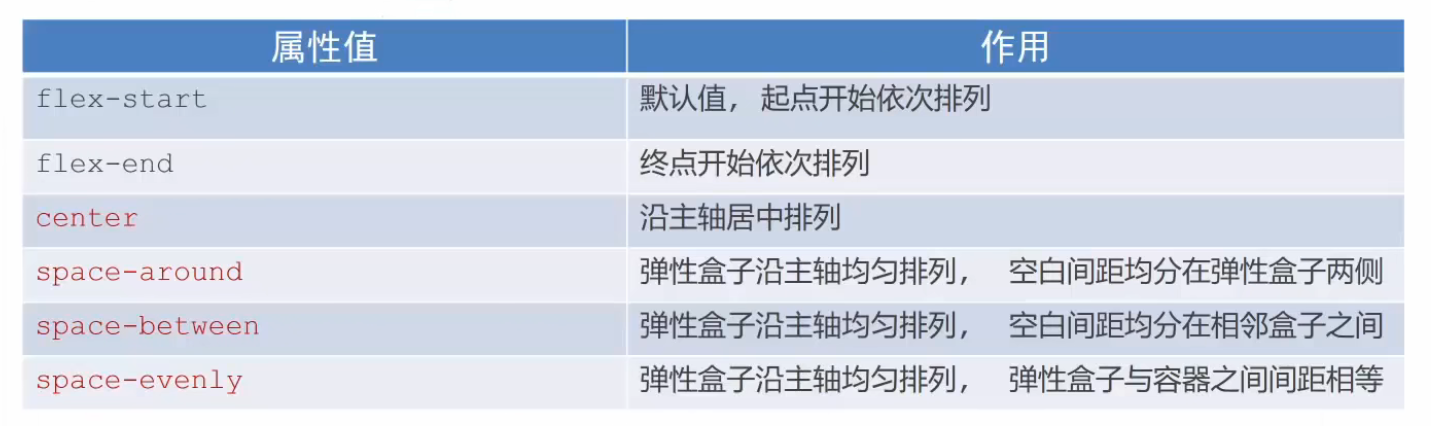 属性值 作用
flex-start 默认值, 起点开始依次排列
flex-end 终点开始依次排列
center 沿主轴居中排列
space-around 弹性盒子沿主轴均匀排列, 空白间距均分在弹性盒子两侧
space-between 弹性盒子沿主轴均匀排列, 空白间距均分在相邻盒子之间
space-evenly 弹性盒子沿主轴均匀排列, 弹性盒子与容器之间间距相等